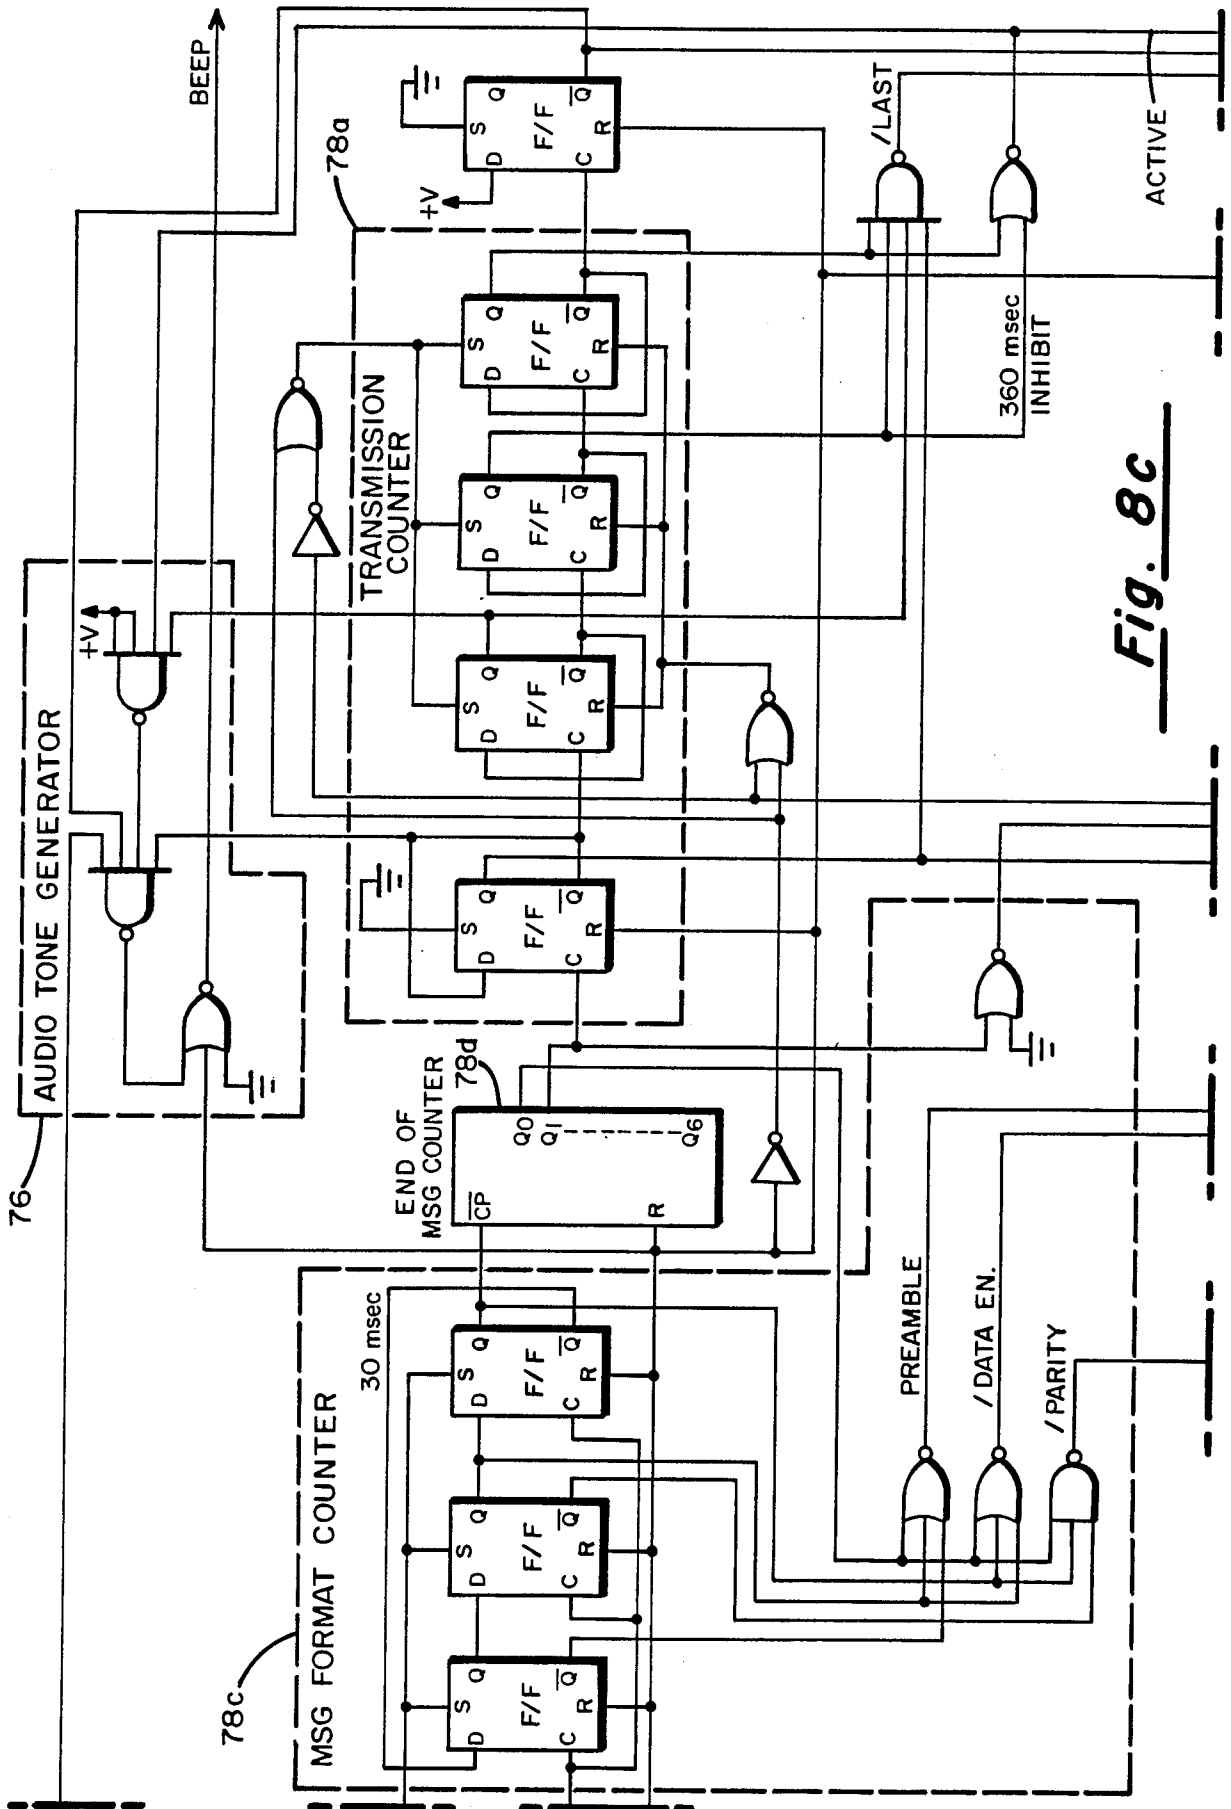 76
AUDIO TONE GENERATOR
+V
BEEP
78c
MSG FORMAT COUNTER
30 msec
S
D Q
F/F
C Q̅
R
S
D Q
F/F
C Q̅
R
S
D Q
F/F
C Q̅
R
END OF
MSG COUNTER
78d
C̅P̅
R
Q0
Q1
Q6
TRANSMISSION
COUNTER
78a
S
D Q
F/F
C Q̅
R
S
D Q
F/F
C Q̅
R
S
D Q
F/F
C Q̅
R
S
D Q
F/F
C Q̅
R
+V
S
D Q
F/F
C Q̅
R
PREAMBLE
/DATA EN.
/PARITY
/LAST
360 msec
INHIBIT
ACTIVE
Fig. 8c